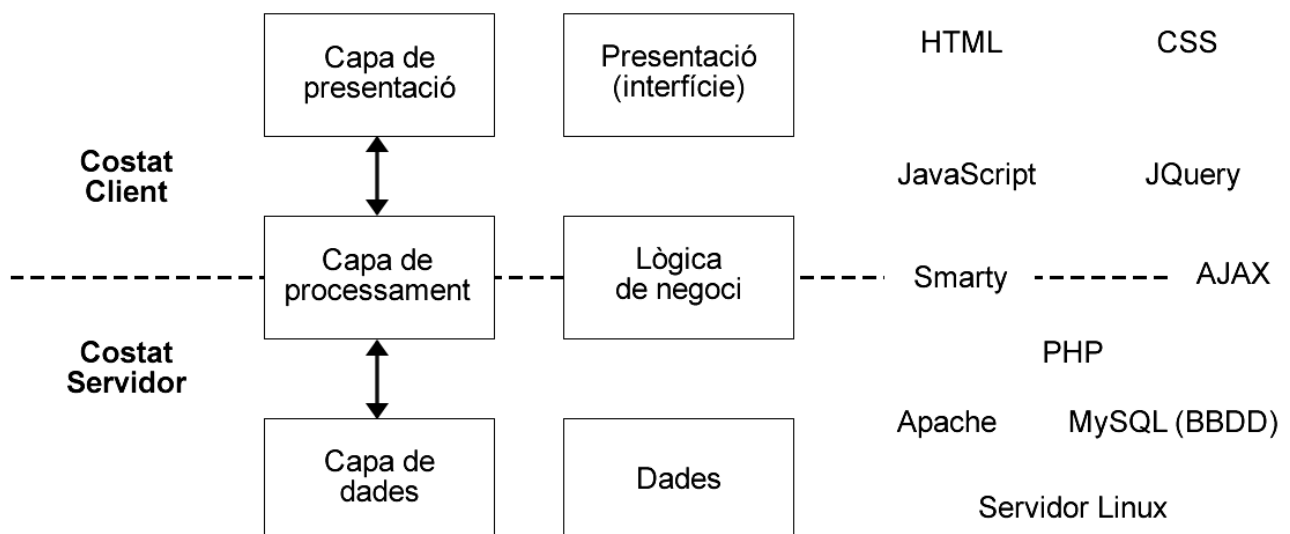 Capa de
presentació
Presentació
(interfície)
HTML
CSS
Costat
Client
JavaScript
JQuery
Capa de
processament
Lògica
de negoci
Smarty
AJAX
Costat
Servidor
PHP
Apache
MySQL (BBDD)
Capa de
dades
Dades
Servidor Linux